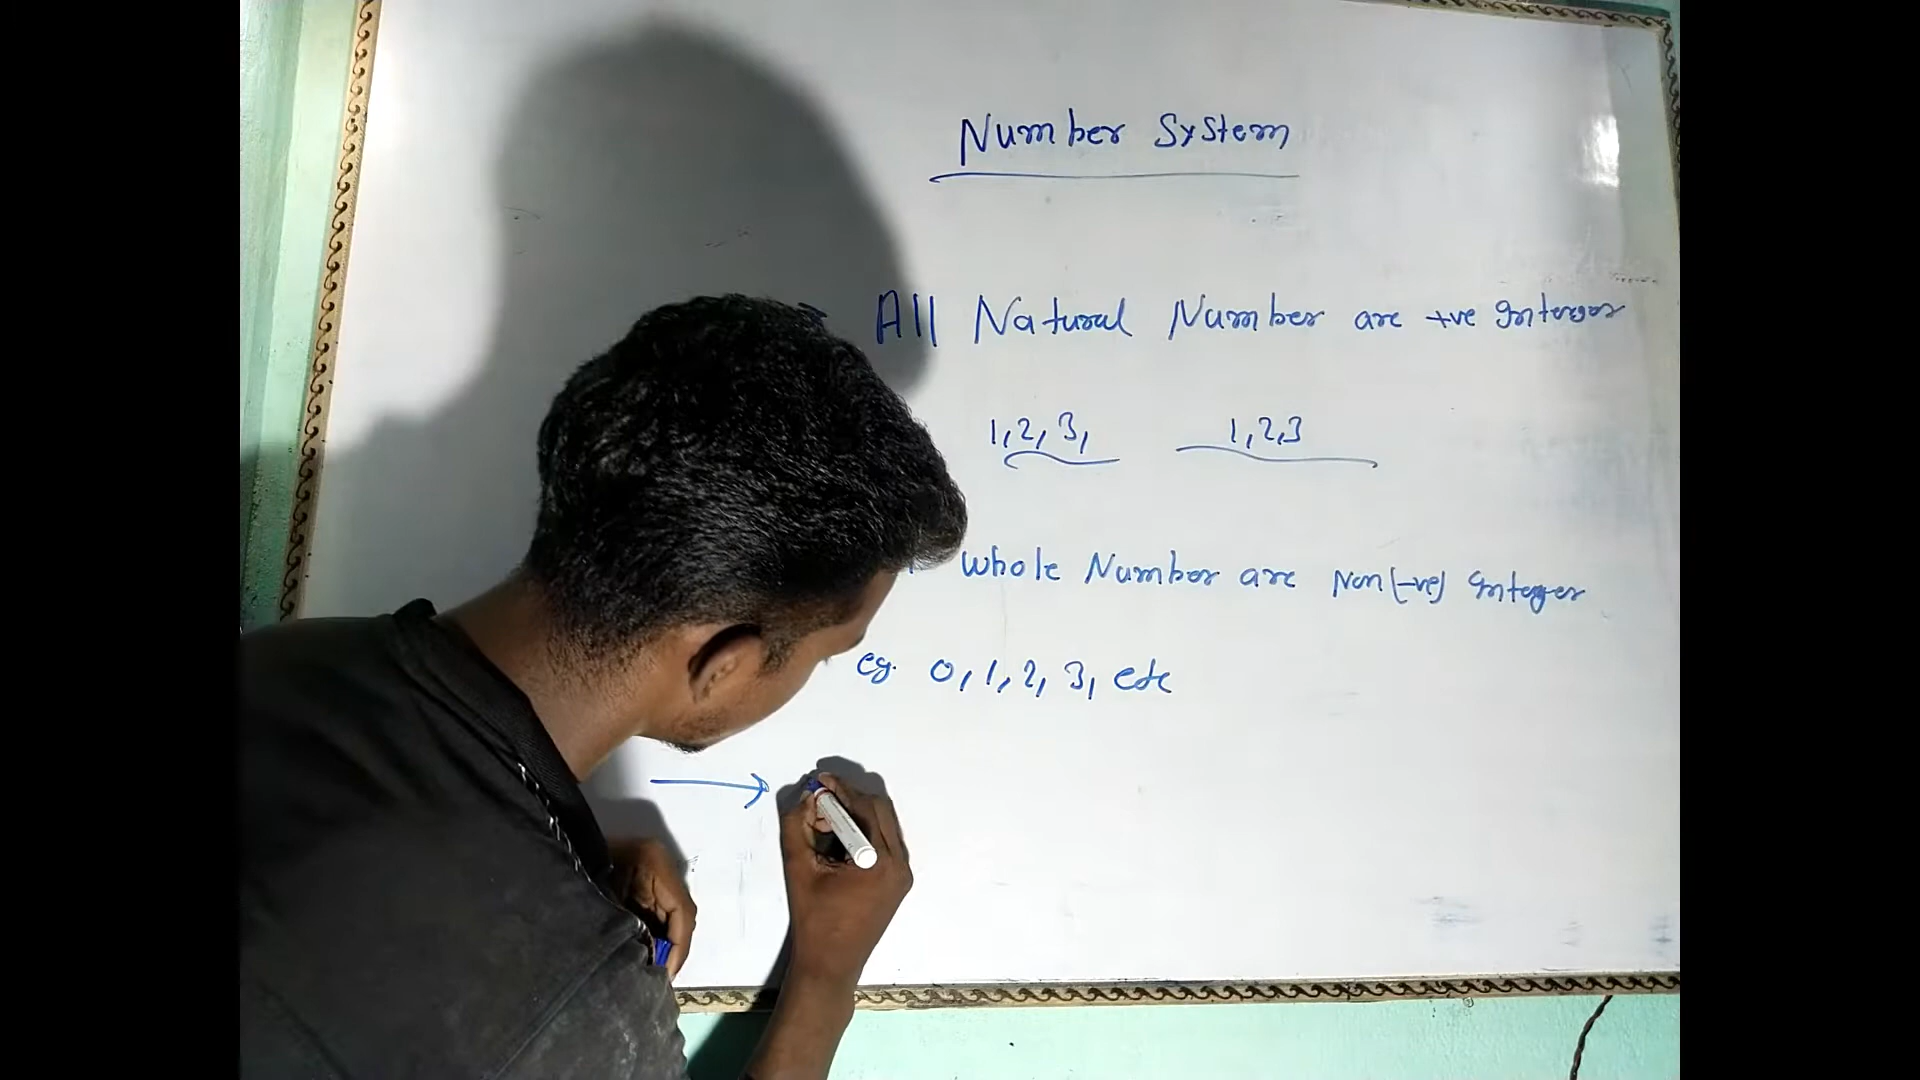 Number System
All Natural Number are +ve Interger
1,2,3, 1,2,3
whole Number are Non(-ve) Integer
eg. 0,1,2,3, etc